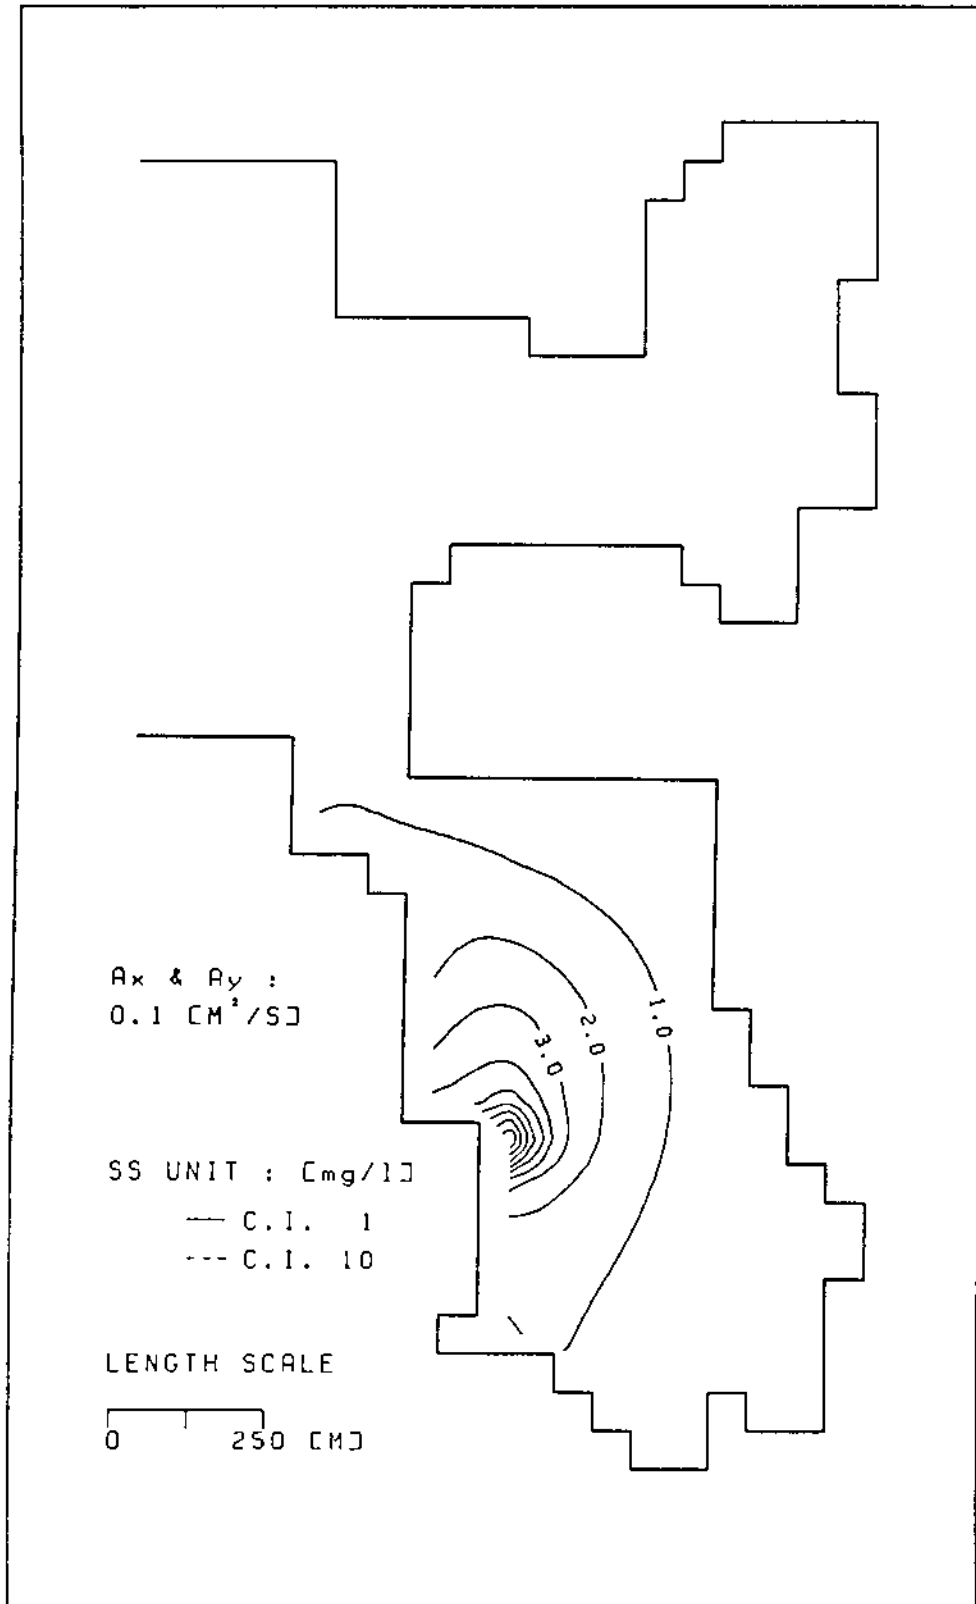 Ax & Ay :
0.1 [M²/S]
1.0
2.0
3.0
SS UNIT : [mg/l]
— C.I. 1
--- C.I. 10
LENGTH SCALE
0 250 [M]